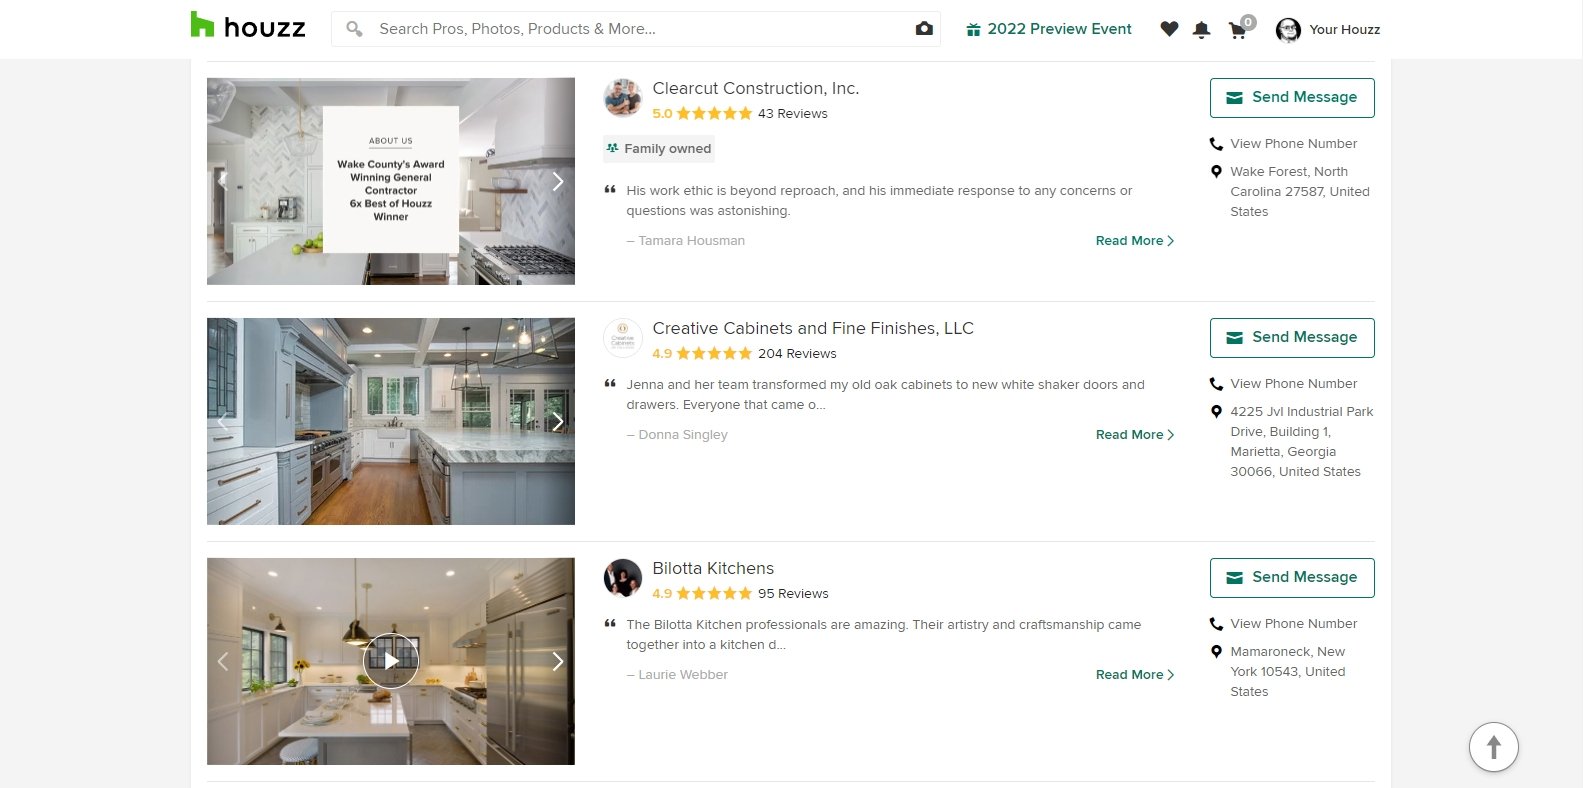 houzz
Search Pros, Photos, Products & More...
2022 Preview Event
0
Your Houzz
ABOUT US
Wake County's Award
Winning General
Contractor
6x Best of Houzz
Winner
Clearcut Construction, Inc.
5.0 43 Reviews
Family owned
“ His work ethic is beyond reproach, and his immediate response to any concerns or
questions was astonishing.
– Tamara Housman
Read More
Send Message
View Phone Number
Wake Forest, North
Carolina 27587, United
States
Creative
Cabinets
Creative Cabinets and Fine Finishes, LLC
4.9 204 Reviews
“ Jenna and her team transformed my old oak cabinets to new white shaker doors and
drawers. Everyone that came o...
– Donna Singley
Read More
Send Message
View Phone Number
4225 Jvl Industrial Park
Drive, Building 1,
Marietta, Georgia
30066, United States
Bilotta Kitchens
4.9 95 Reviews
“ The Bilotta Kitchen professionals are amazing. Their artistry and craftsmanship came
together into a kitchen d...
– Laurie Webber
Read More
Send Message
View Phone Number
Mamaroneck, New
York 10543, United
States